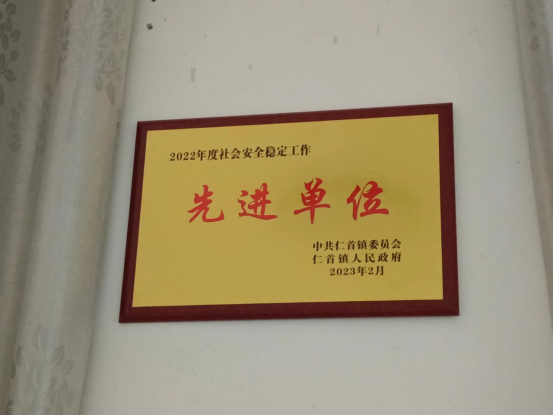 2022年度社会安全稳定工作
先进单位
中共仁首镇委员会
仁首镇人民政府
2023年2月